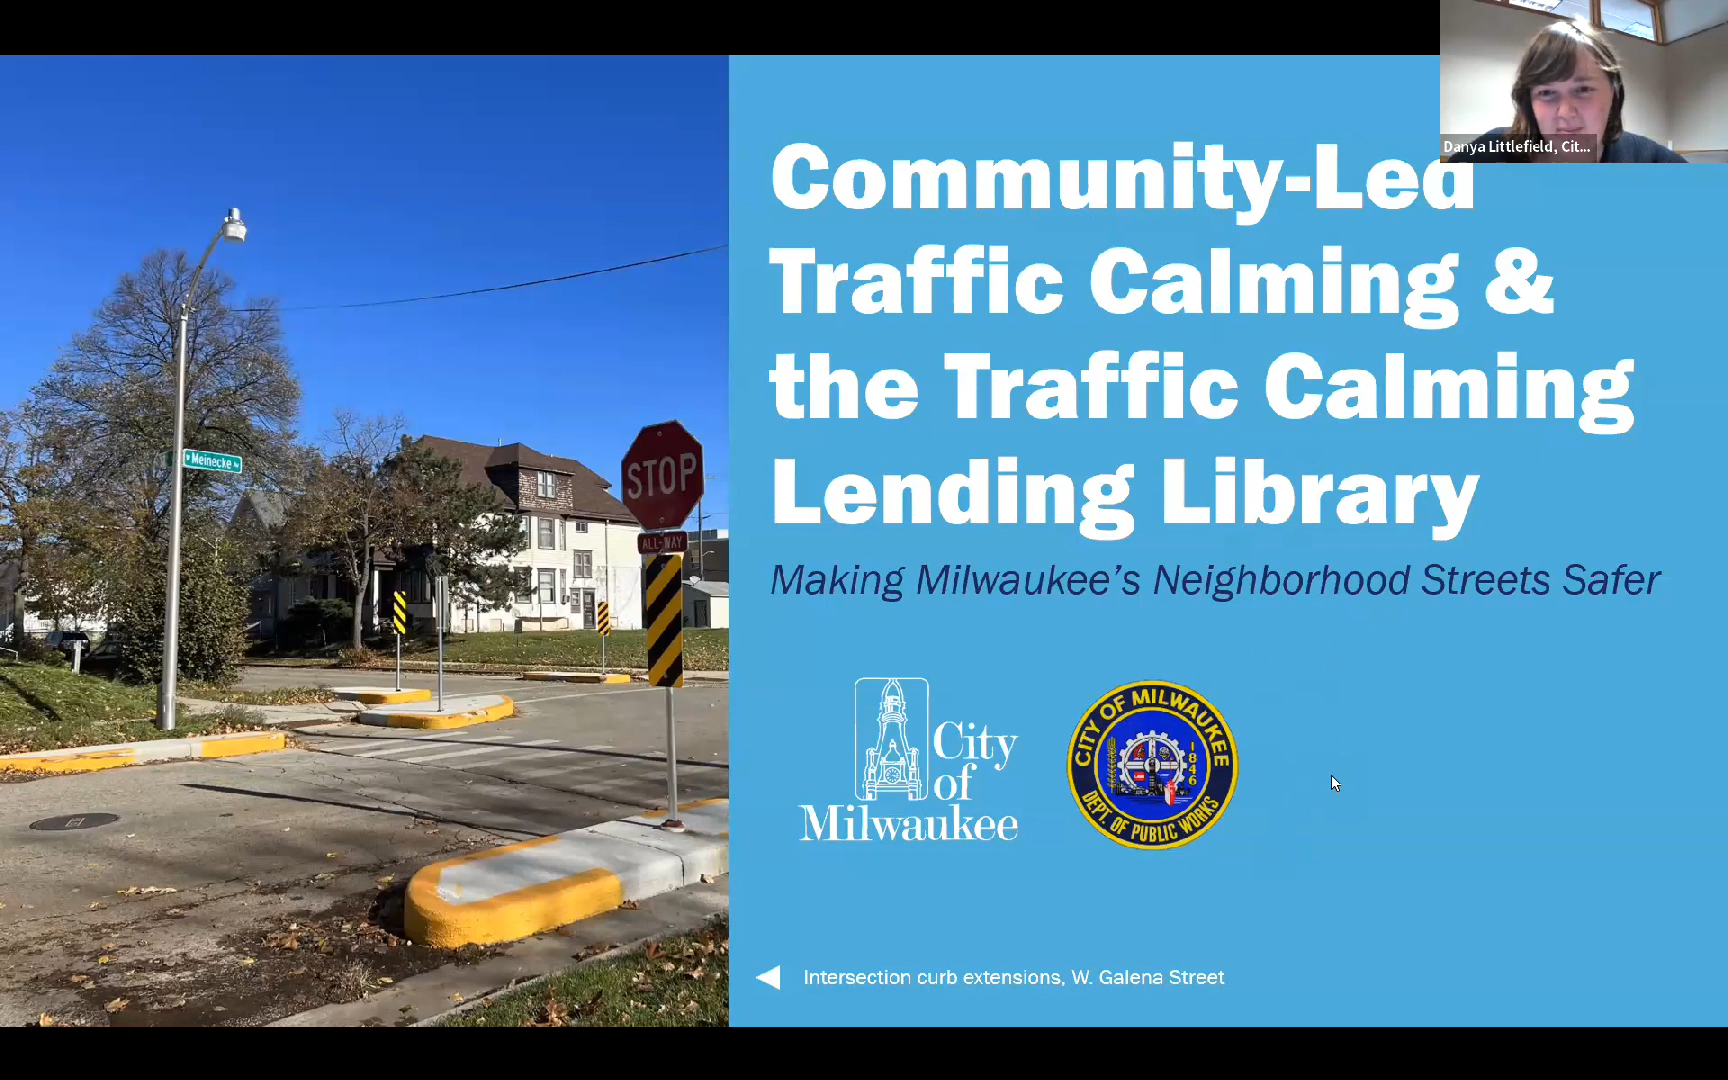 Danya Littlefield, Cit...
Community-Led
Traffic Calming &
the Traffic Calming
Lending Library
Making Milwaukee's Neighborhood Streets Safer
City
of
Milwaukee
CITY OF MILWAUKEE
1846
DEPT. OF PUBLIC WORKS
Intersection curb extensions, W. Galena Street
Meinecke
STOP
ALL-WAY